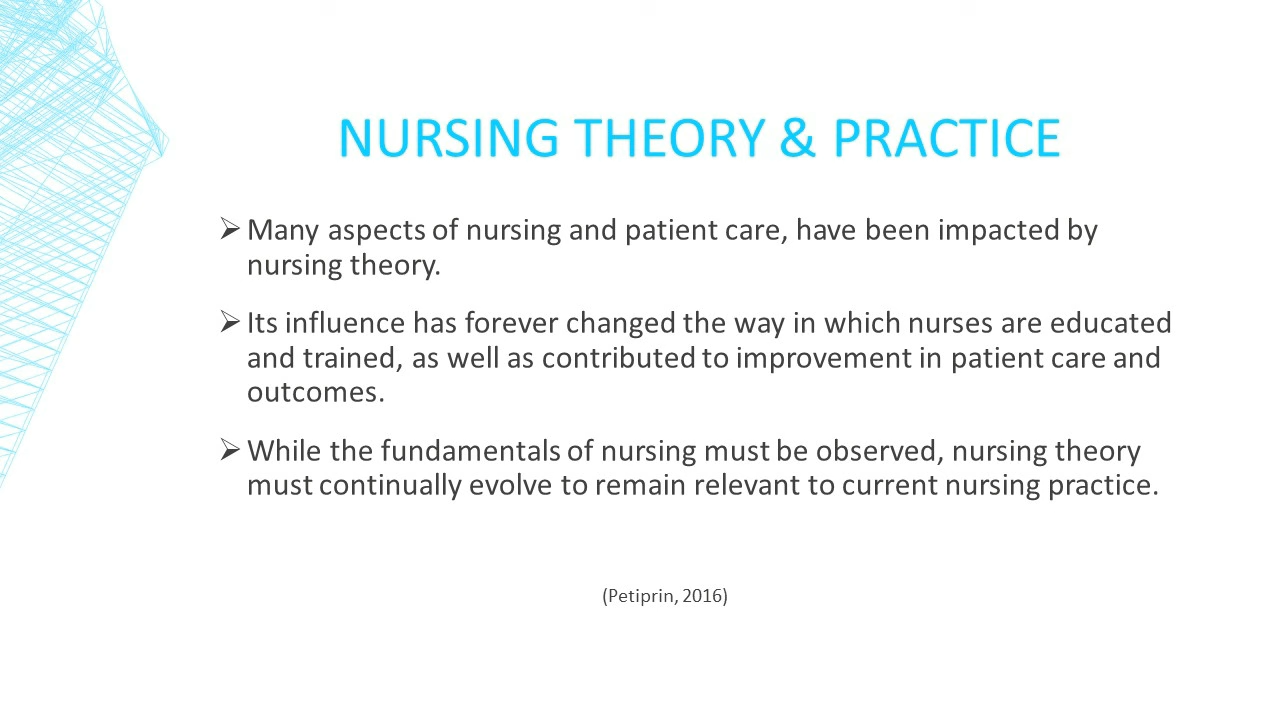 NURSING THEORY & PRACTICE
Many aspects of nursing and patient care, have been impacted by
nursing theory.
Its influence has forever changed the way in which nurses are educated
and trained, as well as contributed to improvement in patient care and
outcomes.
While the fundamentals of nursing must be observed, nursing theory
must continually evolve to remain relevant to current nursing practice.
(Petiprin, 2016)